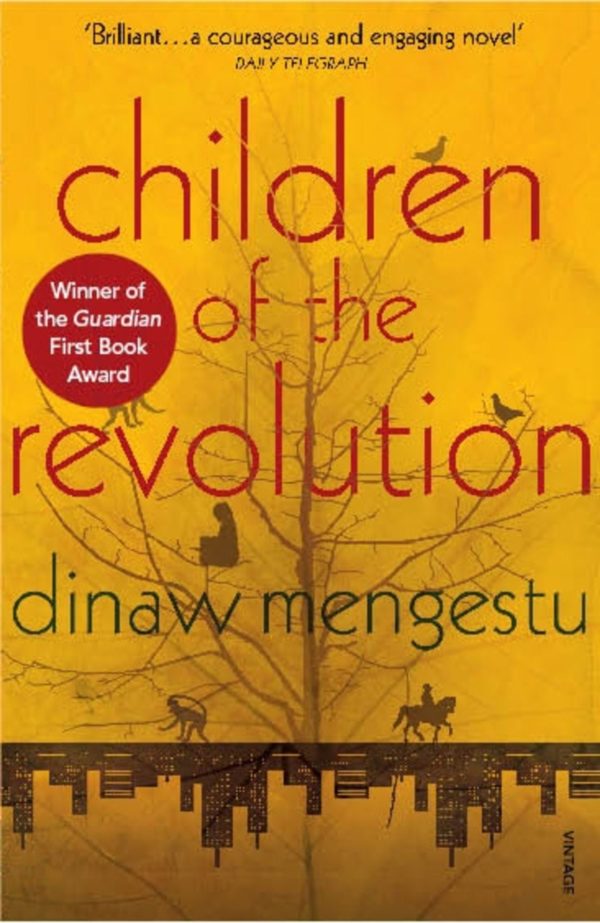 ‘Brilliant...a courageous and engaging novel’
DAILY TELEGRAPH
children
of the
Winner of
the Guardian
First Book
Award
revolution
dinaw mengestu
VINTAGE